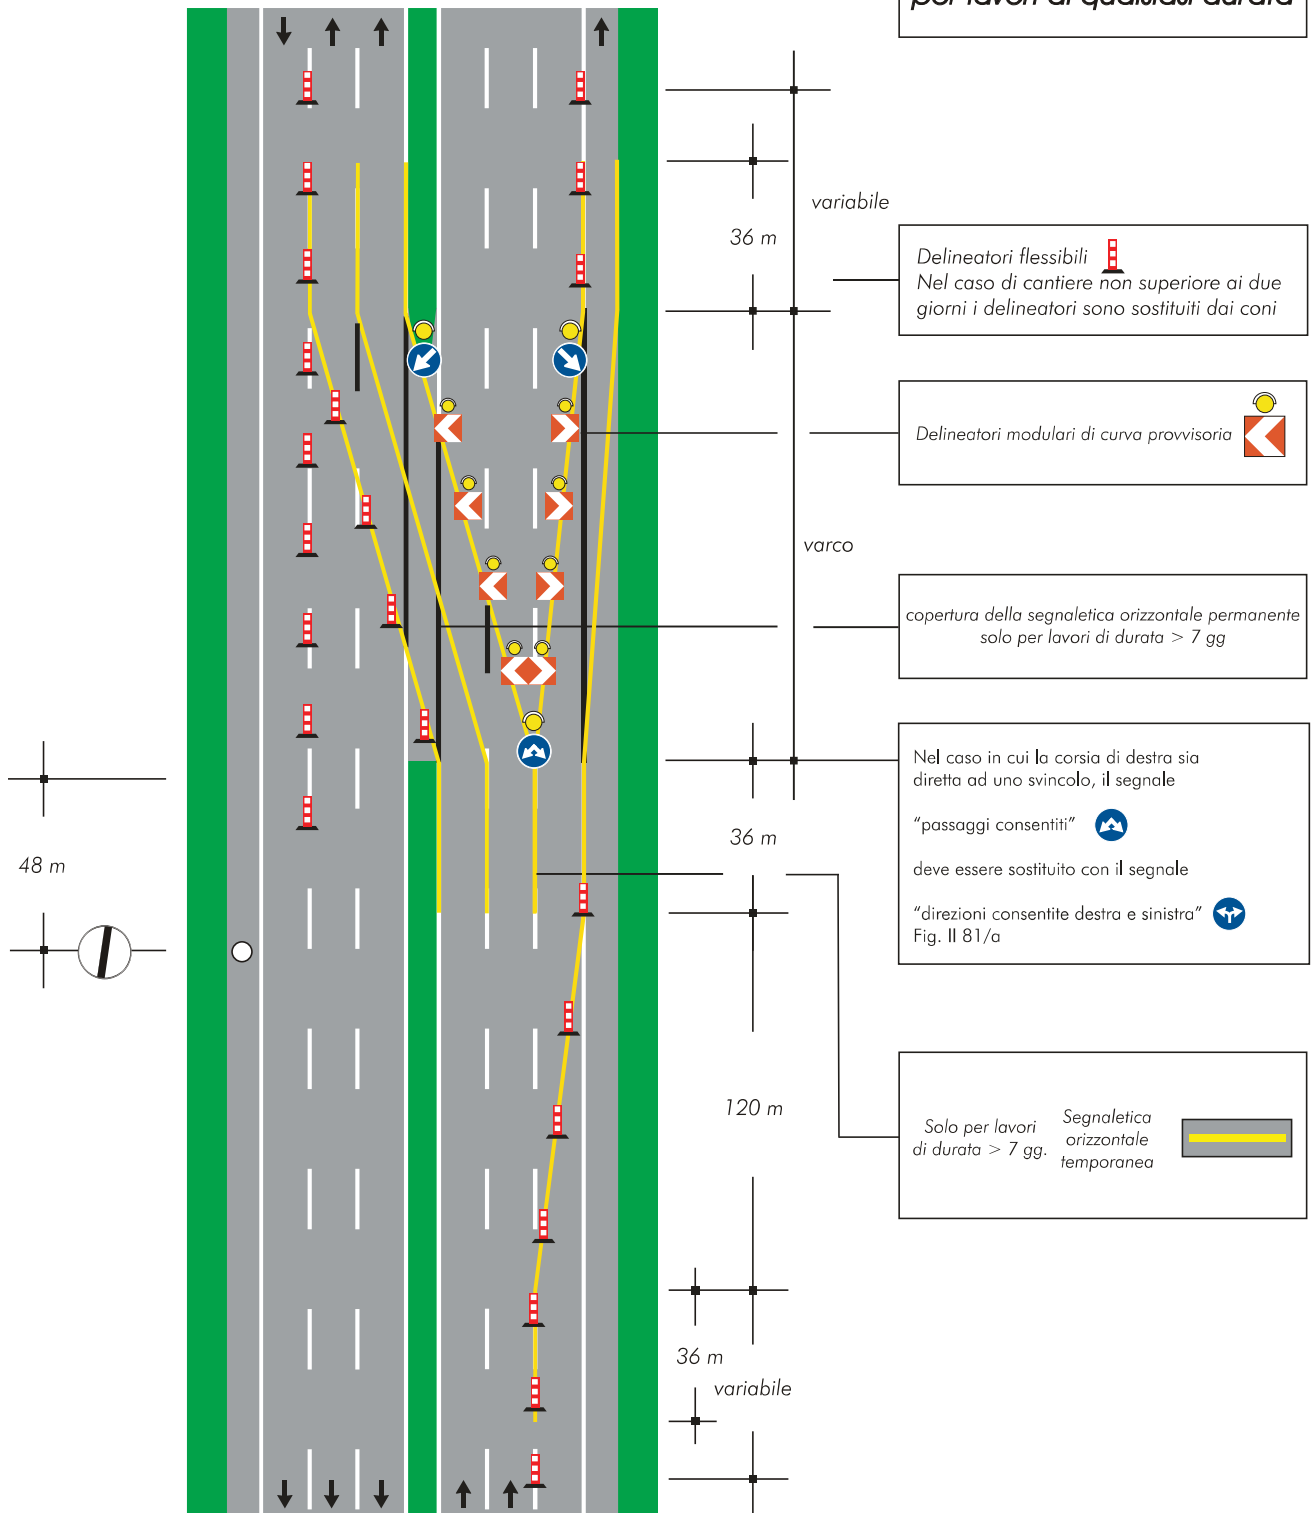 per lavori di qualsiasi durata
variabile
36 m
Delineatori flessibili
Nel caso di cantiere non superiore ai due
giorni i delineatori sono sostituiti dai coni
Delineatori modulari di curva provvisoria
varco
copertura della segnaletica orizzontale permanente
solo per lavori di durata > 7 gg
Nel caso in cui la corsia di destra sia
diretta ad uno svincolo, il segnale
"passaggi consentiti"
deve essere sostituito con il segnale
"direzioni consentite destra e sinistra"
Fig. II 81/a
36 m
48 m
120 m
Solo per lavori
di durata > 7 gg.
Segnaletica
orizzontale
temporanea
36 m
variabile